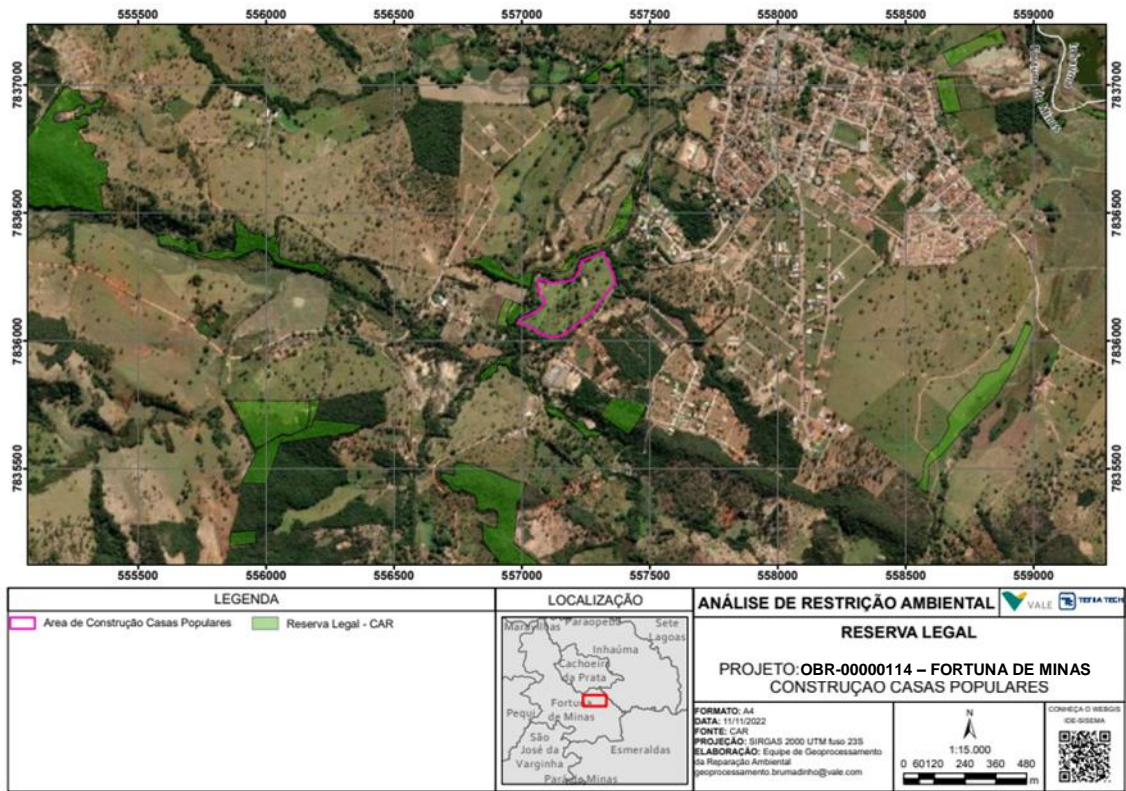 555500 556000 556500 557000 557500 558000 558500 559000
7837000
7836500
7836000
7835500
7837000
7836500
7836000
7835500
Inhaúma
Fortuna de Minas
555500 556000 556500 557000 557500 558000 558500 559000
LEGENDA
Area de Construção Casas Populares
Reserva Legal - CAR
LOCALIZAÇÃO
Maravilhas
Paraopeba
Sete
Lagoas
Inhaúma
Cachoeira
da Prata
Fortuna
de Minas
Pequi
São
José da
Varginha
Esmeraldas
Pará de Minas
ANÁLISE DE RESTRIÇÃO AMBIENTAL
VALE
TETRA TECH
RESERVA LEGAL
PROJETO: OBR-00000114 – FORTUNA DE MINAS
CONSTRUÇAO CASAS POPULARES
FORMATO: A4
DATA: 11/11/2022
FONTE: CAR
PROJEÇÃO: SIRGAS 2000 UTM fuso 23S
ELABORAÇÃO: Equipe de Geoprocessamento
da Reparação Ambiental
geoprocessamento.brumadinho@vale.com
N
1:15.000
0 60120 240 360 480
m
CONHEÇA O WEBGIS
IDE-SISEMA